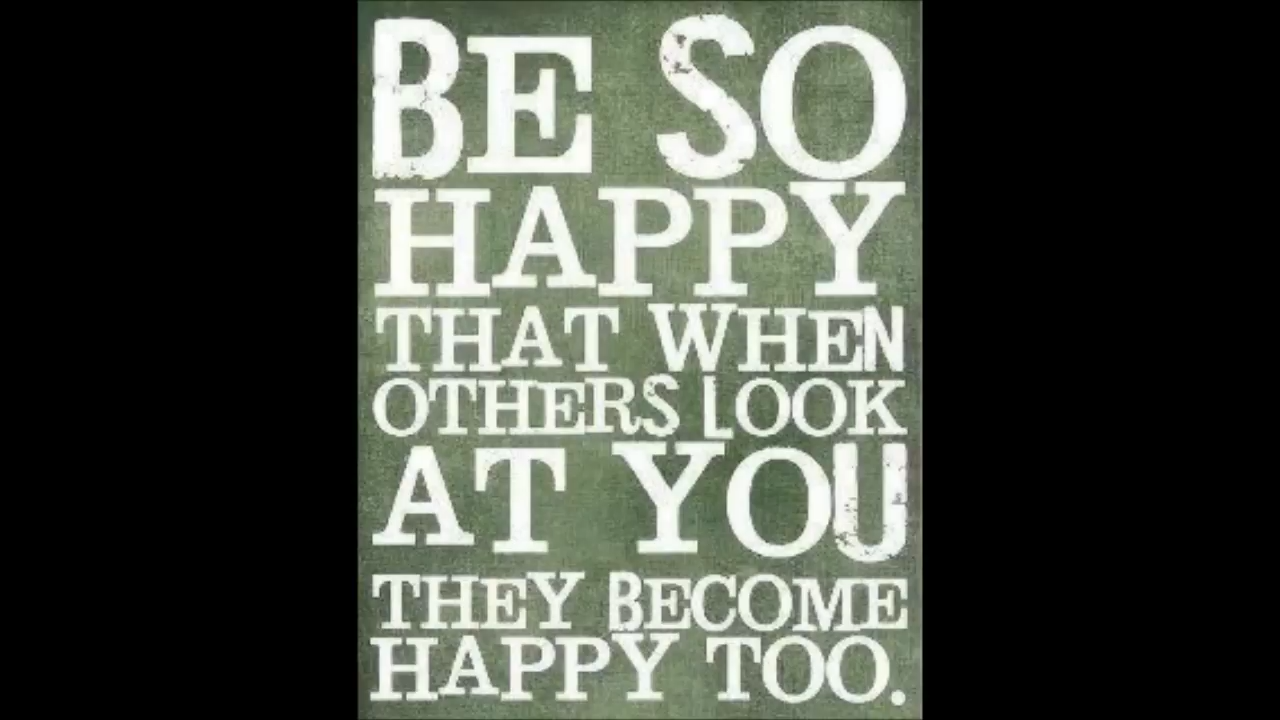 BE SO
HAPPY
THAT WHEN
OTHERS LOOK
AT YOU
THEY BECOME
HAPPY TOO.